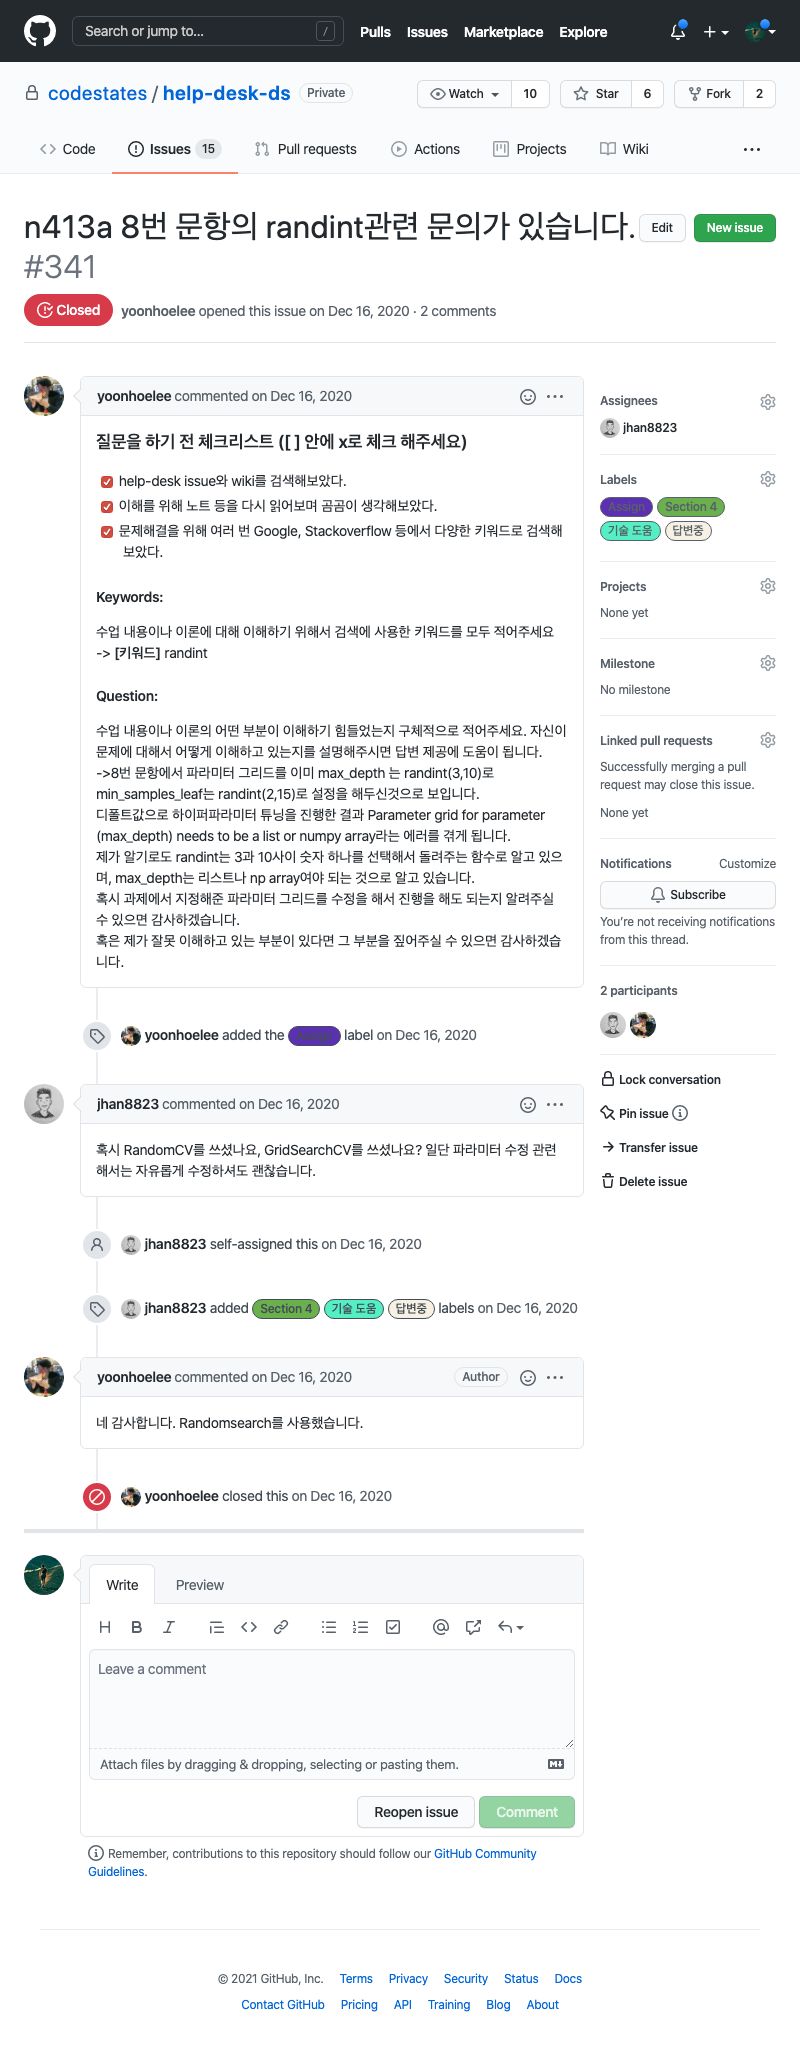 Search or jump to... /
Pulls Issues Marketplace Explore
codestates / help-desk-ds Private
Watch 10 Star 6 Fork 2
Code Issues 15 Pull requests Actions Projects Wiki ...
n413a 8번 문항의 randint관련 문의가 있습니다. Edit New issue
#341
Closed yoonhoelee opened this issue on Dec 16, 2020 · 2 comments
yoonhoelee commented on Dec 16, 2020
질문을 하기 전 체크리스트 ([ ] 안에 x로 체크 해주세요)
help-desk issue와 wiki를 검색해보았다.
이해를 위해 노트 등을 다시 읽어보며 곰곰이 생각해보았다.
문제해결을 위해 여러 번 Google, Stackoverflow 등에서 다양한 키워드로 검색해
보았다.
Keywords:
수업 내용이나 이론에 대해 이해하기 위해서 검색에 사용한 키워드를 모두 적어주세요
-> [키워드] randint
Question:
수업 내용이나 이론의 어떤 부분이 이해하기 힘들었는지 구체적으로 적어주세요. 자신이
문제에 대해서 어떻게 이해하고 있는지를 설명해주시면 답변 제공에 도움이 됩니다.
->8번 문항에서 파라미터 그리드를 이미 max_depth 는 randint(3,10)로
min_samples_leaf는 randint(2,15)로 설정을 해두신것으로 보입니다.
디폴트값으로 하이퍼파라미터 튜닝을 진행한 결과 Parameter grid for parameter
(max_depth) needs to be a list or numpy array라는 에러를 겪게 됩니다.
제가 알기로도 randint는 3과 10사이 숫자 하나를 선택해서 돌려주는 함수로 알고 있으
며, max_depth는 리스트나 np array여야 되는 것으로 알고 있습니다.
혹시 과제에서 지정해준 파라미터 그리드를 수정을 해서 진행을 해도 되는지 알려주실
수 있으면 감사하겠습니다.
혹은 제가 잘못 이해하고 있는 부분이 있다면 그 부분을 짚어주실 수 있으면 감사하겠습
니다.
yoonhoelee added the label on Dec 16, 2020
jhan8823 commented on Dec 16, 2020
혹시 RandomCV를 쓰셨나요, GridSearchCV를 쓰셨나요? 일단 파라미터 수정 관련
해서는 자유롭게 수정하셔도 괜찮습니다.
jhan8823 self-assigned this on Dec 16, 2020
jhan8823 added Section 4 기술 도움 답변중 labels on Dec 16, 2020
yoonhoelee commented on Dec 16, 2020 Author
네 감사합니다. Randomsearch를 사용했습니다.
yoonhoelee closed this on Dec 16, 2020
Write Preview
Leave a comment
Attach files by dragging & dropping, selecting or pasting them.
Reopen issue Comment
Remember, contributions to this repository should follow our GitHub Community
Guidelines.
Assignees
jhan8823
Labels
Assign Section 4
기술 도움 답변중
Projects
None yet
Milestone
No milestone
Linked pull requests
Successfully merging a pull
request may close this issue.
None yet
Notifications Customize
Subscribe
You're not receiving notifications
from this thread.
2 participants
Lock conversation
Pin issue
Transfer issue
Delete issue
© 2021 GitHub, Inc. Terms Privacy Security Status Docs
Contact GitHub Pricing API Training Blog About